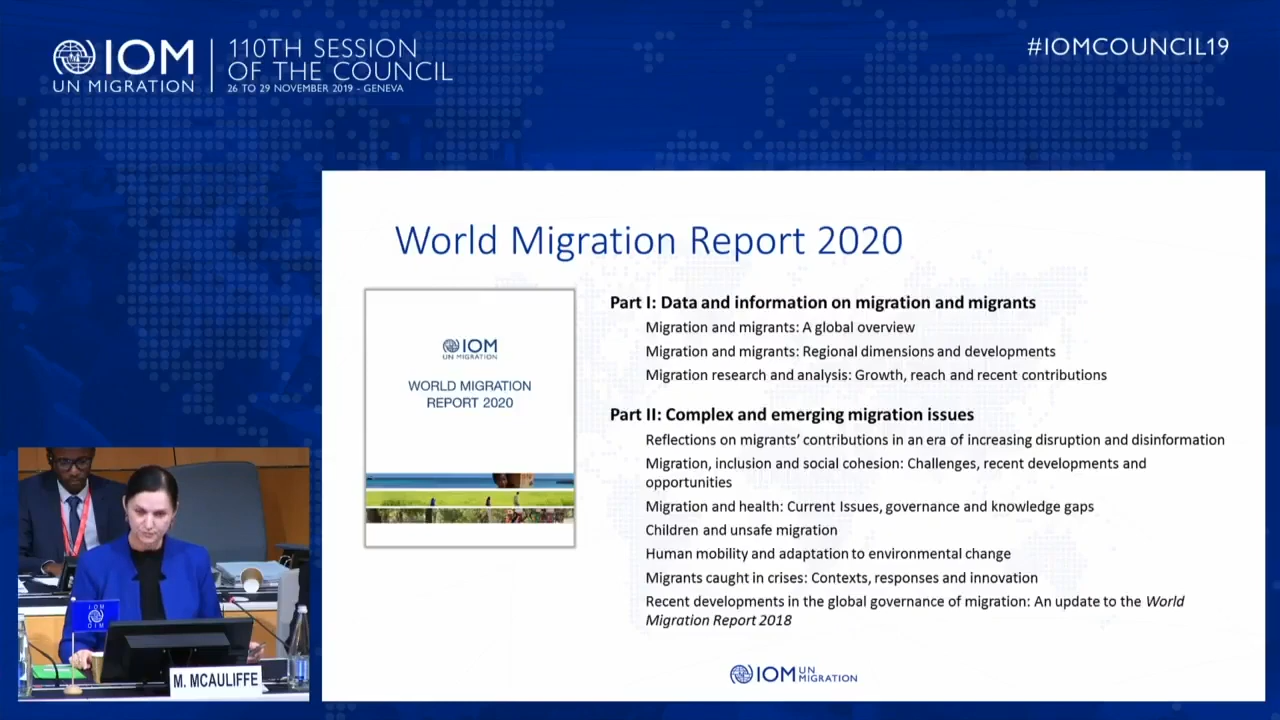 IOM
UN MIGRATION
110TH SESSION
OF THE COUNCIL
26 TO 29 NOVEMBER 2019 - GENEVA
#IOMCOUNCIL19
World Migration Report 2020
IOM
UN MIGRATION
WORLD MIGRATION
REPORT 2020
Part I: Data and information on migration and migrants
Migration and migrants: A global overview
Migration and migrants: Regional dimensions and developments
Migration research and analysis: Growth, reach and recent contributions
Part II: Complex and emerging migration issues
Reflections on migrants’ contributions in an era of increasing disruption and disinformation
Migration, inclusion and social cohesion: Challenges, recent developments and
opportunities
Migration and health: Current Issues, governance and knowledge gaps
Children and unsafe migration
Human mobility and adaptation to environmental change
Migrants caught in crises: Contexts, responses and innovation
Recent developments in the global governance of migration: An update to the World
Migration Report 2018
IOM UN
MIGRATION
IOM
OIM
M. MCAULIFFE